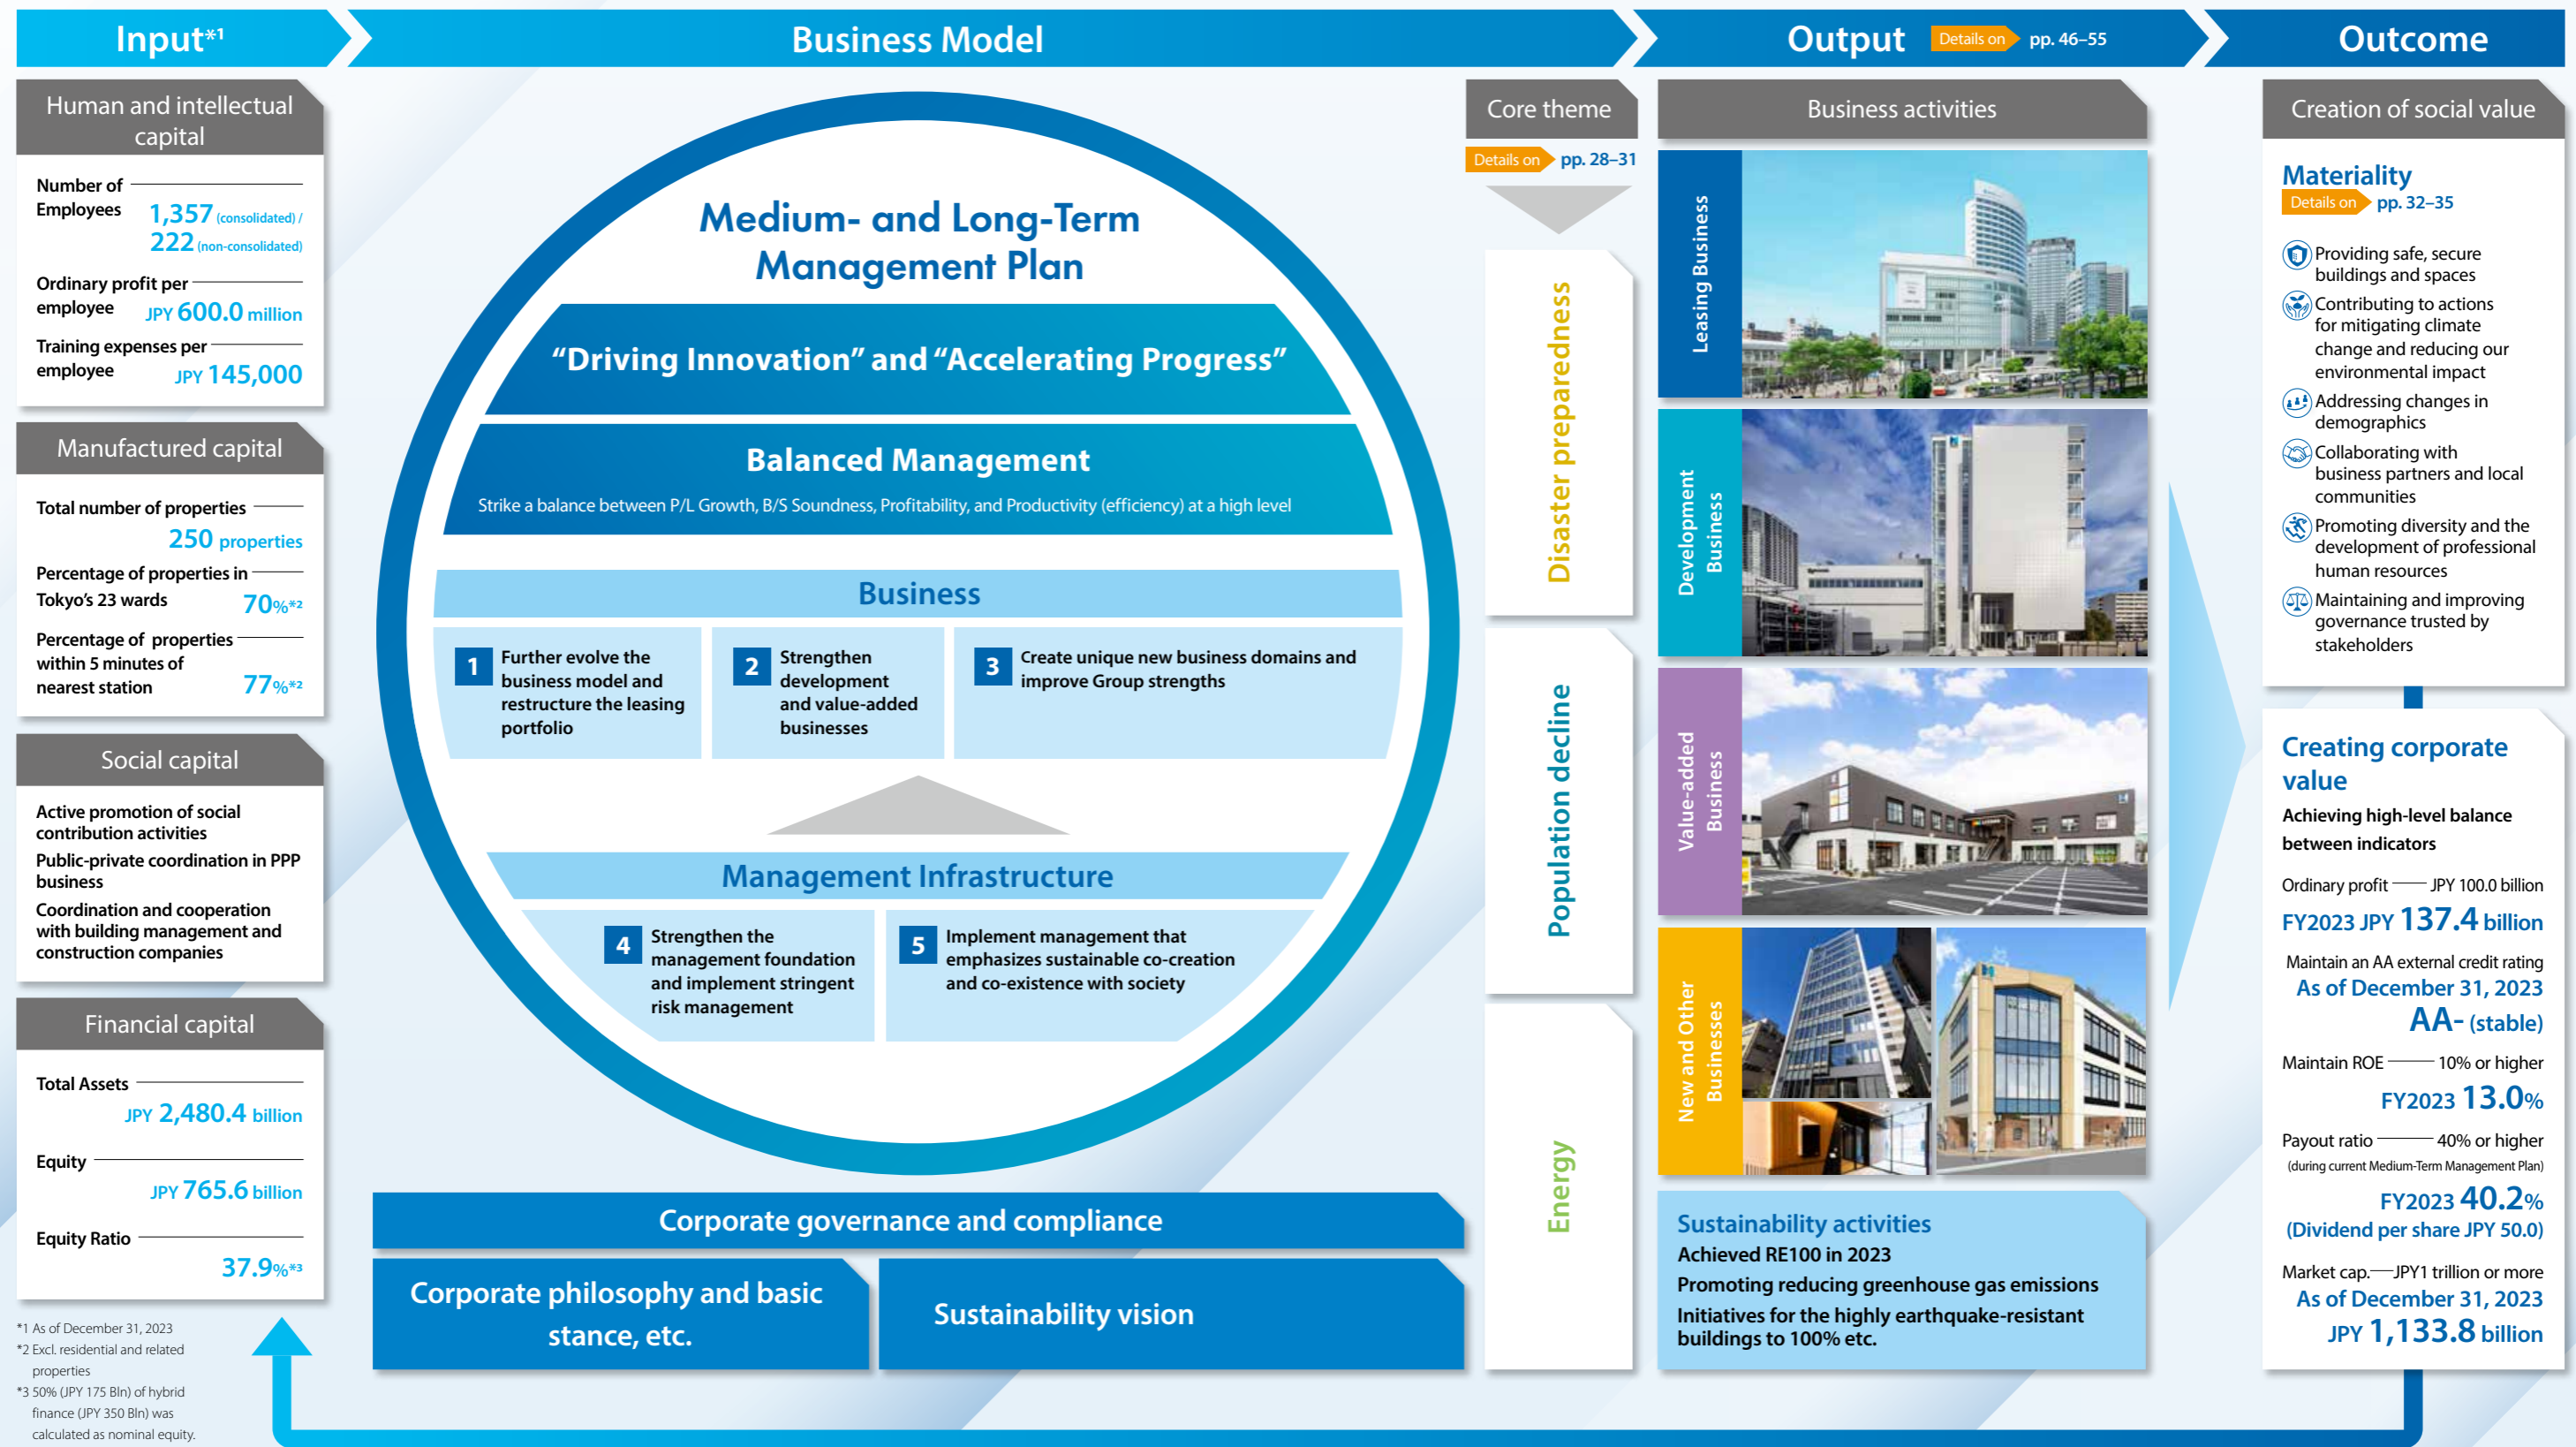 Input*1
Business Model
Output
Details on
pp. 46–55
Outcome
Human and intellectual
capital
Number of
Employees
1,357 (consolidated) /
222 (non-consolidated)
Ordinary profit per
employee
JPY 600.0 million
Training expenses per
employee
JPY 145,000
Manufactured capital
Total number of properties
250 properties
Percentage of properties in
Tokyo's 23 wards
70%*2
Percentage of properties
within 5 minutes of
nearest station
77%*2
Social capital
Active promotion of social
contribution activities
Public-private coordination in PPP
business
Coordination and cooperation
with building management and
construction companies
Financial capital
Total Assets
JPY 2,480.4 billion
Equity
JPY 765.6 billion
Equity Ratio
37.9%*3
*1 As of December 31, 2023
*2 Excl. residential and related
properties
*3 50% (JPY 175 Bln) of hybrid
finance (JPY 350 Bln) was
calculated as nominal equity.
Medium- and Long-Term
Management Plan
“Driving Innovation” and “Accelerating Progress”
Balanced Management
Strike a balance between P/L Growth, B/S Soundness, Profitability, and Productivity (efficiency) at a high level
Business
1
Further evolve the
business model and
restructure the leasing
portfolio
2
Strengthen
development
and value-added
businesses
3
Create unique new business domains and
improve Group strengths
Management Infrastructure
4
Strengthen the
management foundation
and implement stringent
risk management
5
Implement management that
emphasizes sustainable co-creation
and co-existence with society
Corporate governance and compliance
Corporate philosophy and basic
stance, etc.
Sustainability vision
Core theme
Details on
pp. 28–31
Disaster preparedness
Population decline
Energy
Business activities
Leasing Business
Development
Business
Value-added
Business
New and Other
Businesses
Sustainability activities
Achieved RE100 in 2023
Promoting reducing greenhouse gas emissions
Initiatives for the highly earthquake-resistant
buildings to 100% etc.
Creation of social value
Materiality
Details on
pp. 32–35
Providing safe, secure
buildings and spaces
Contributing to actions
for mitigating climate
change and reducing our
environmental impact
Addressing changes in
demographics
Collaborating with
business partners and local
communities
Promoting diversity and the
development of professional
human resources
Maintaining and improving
governance trusted by
stakeholders
Creating corporate
value
Achieving high-level balance
between indicators
Ordinary profit — JPY 100.0 billion
FY2023 JPY 137.4 billion
Maintain an AA external credit rating
As of December 31, 2023
AA- (stable)
Maintain ROE — 10% or higher
FY2023 13.0%
Payout ratio — 40% or higher
(during current Medium-Term Management Plan)
FY2023 40.2%
(Dividend per share JPY 50.0)
Market cap.—JPY1 trillion or more
As of December 31, 2023
JPY 1,133.8 billion